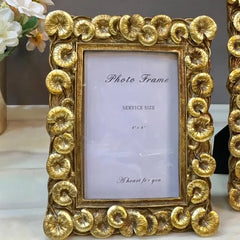 Photo Frame
SERVICE SIZE
6" x 4"
A heart for you